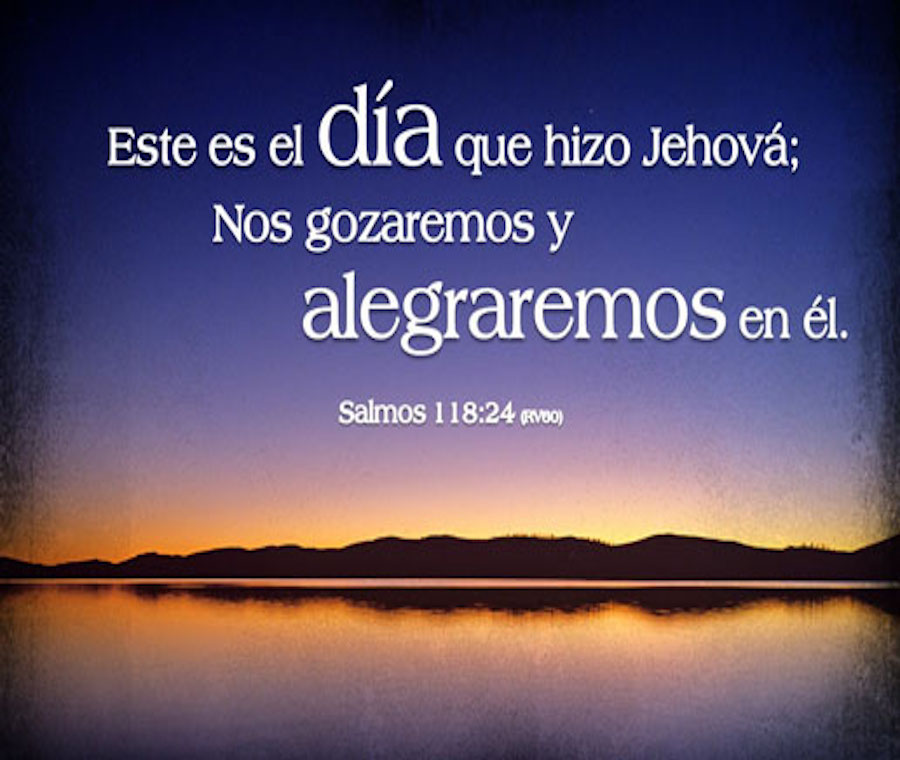 Este es el día que hizo Jehová;
Nos gozaremos y
alegraremos en él.
Salmos 118:24 (RV60)